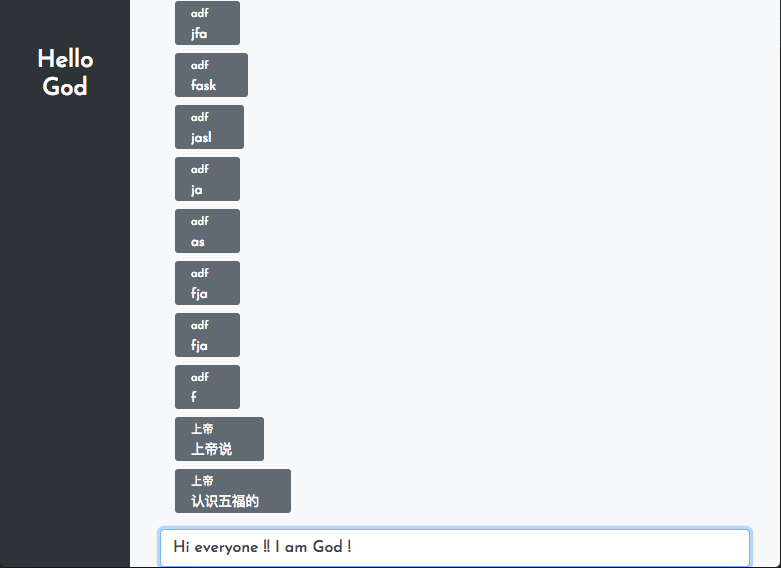 Hello
God
adf
jfa
adf
fask
adf
jasl
adf
ja
adf
as
adf
fja
adf
fja
adf
f
上帝
上帝说
上帝
认识五福的
Hi everyone !! I am God !